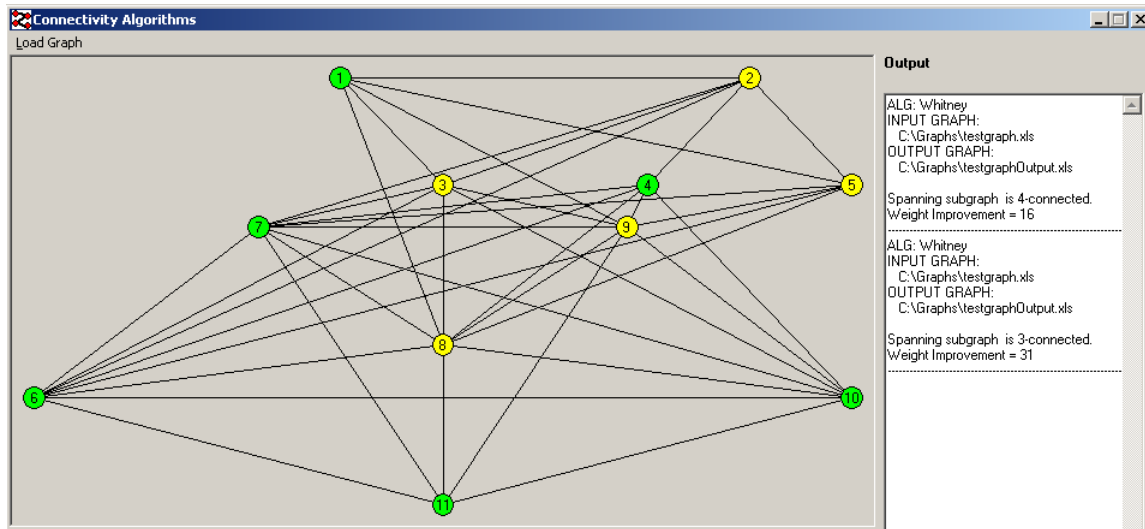 Connectivity Algorithms
Load Graph
1
2
3
4
5
7
9
8
6
10
11
Output
ALG: Whitney
INPUT GRAPH:
C:\Graphs\testgraph.xls
OUTPUT GRAPH:
C:\Graphs\testgraphOutput.xls
Spanning subgraph is 4-connected.
Weight Improvement = 16
ALG: Whitney
INPUT GRAPH:
C:\Graphs\testgraph.xls
OUTPUT GRAPH:
C:\Graphs\testgraphOutput.xls
Spanning subgraph is 3-connected.
Weight Improvement = 31